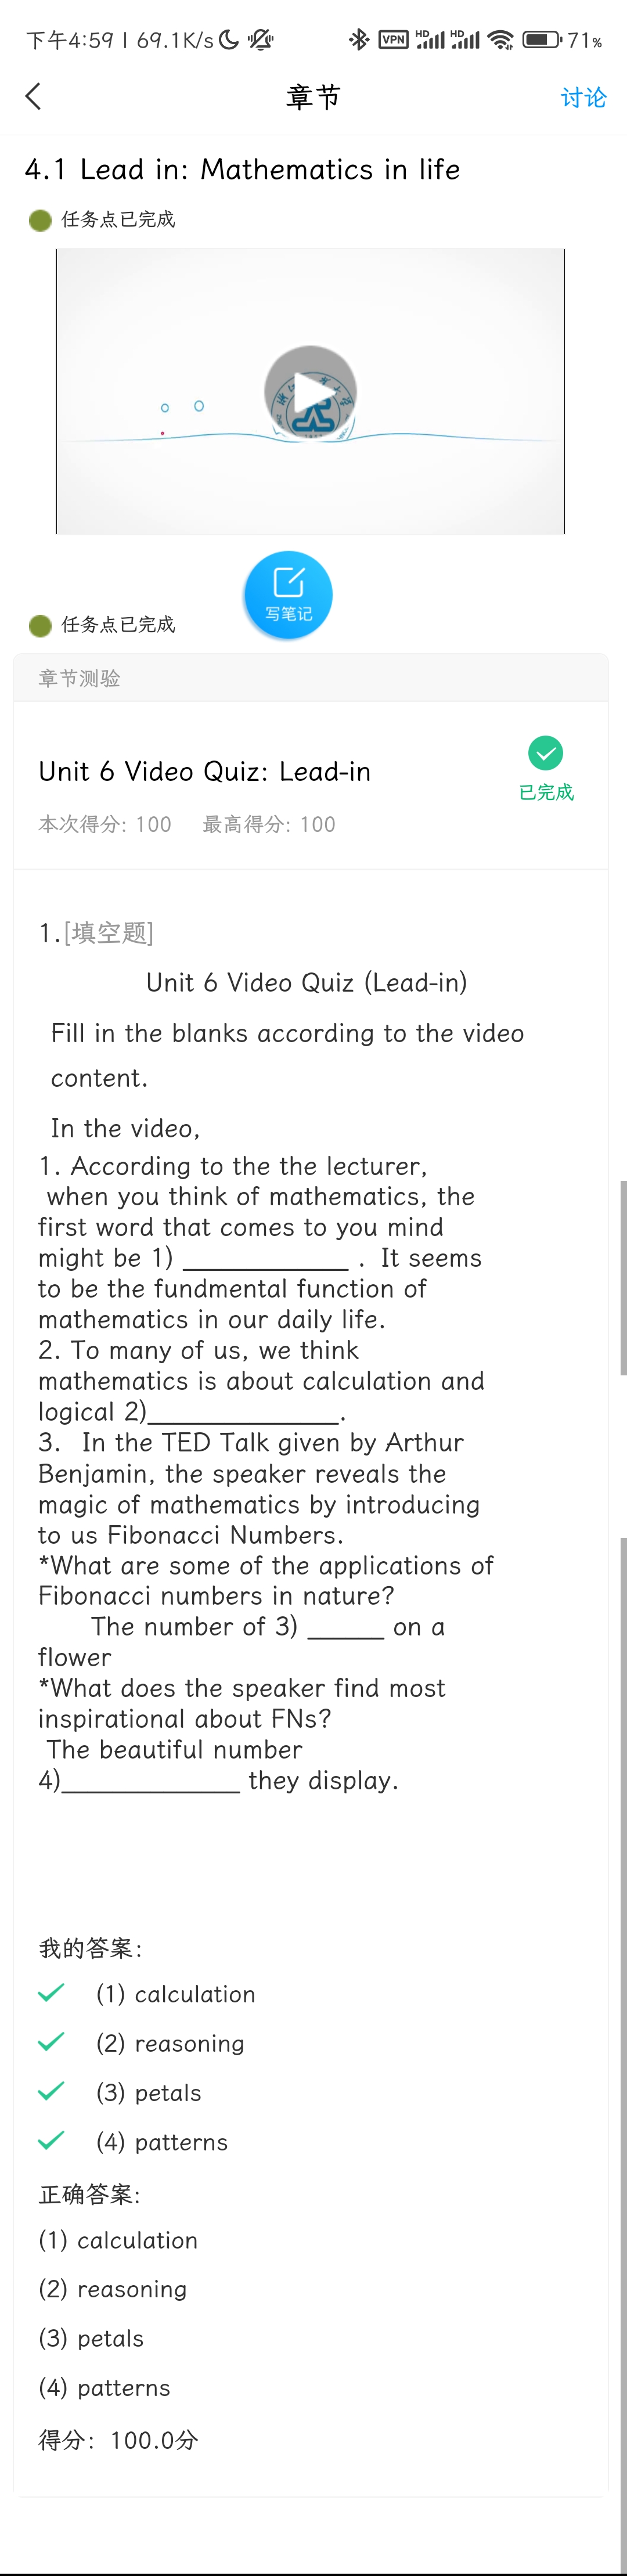 下午4:59 | 69.1K/s VPN HD HD 71%
章节
讨论
4.1 Lead in: Mathematics in life
任务点已完成
写笔记
任务点已完成
章节测验
Unit 6 Video Quiz: Lead-in
已完成
本次得分: 100 最高得分: 100
1.[填空题]
Unit 6 Video Quiz (Lead-in)
Fill in the blanks according to the video
content.
In the video,
1. According to the the lecturer,
when you think of mathematics, the
first word that comes to you mind
might be 1) _____________ . It seems
to be the fundmental function of
mathematics in our daily life.
2. To many of us, we think
mathematics is about calculation and
logical 2)_______________.
3. In the TED Talk given by Arthur
Benjamin, the speaker reveals the
magic of mathematics by introducing
to us Fibonacci Numbers.
*What are some of the applications of
Fibonacci numbers in nature?
The number of 3) ______ on a
flower
*What does the speaker find most
inspirational about FNs?
The beautiful number
4)______________ they display.
我的答案:
(1) calculation
(2) reasoning
(3) petals
(4) patterns
正确答案:
(1) calculation
(2) reasoning
(3) petals
(4) patterns
得分: 100.0分